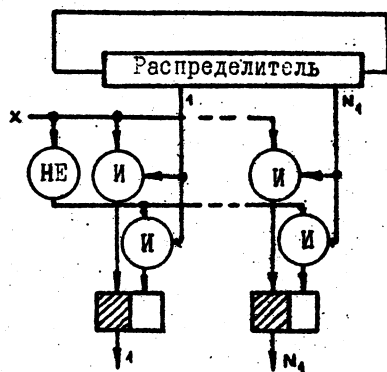 Распределитель
1 N₁
x
НЕ И И
И И
1 N₁